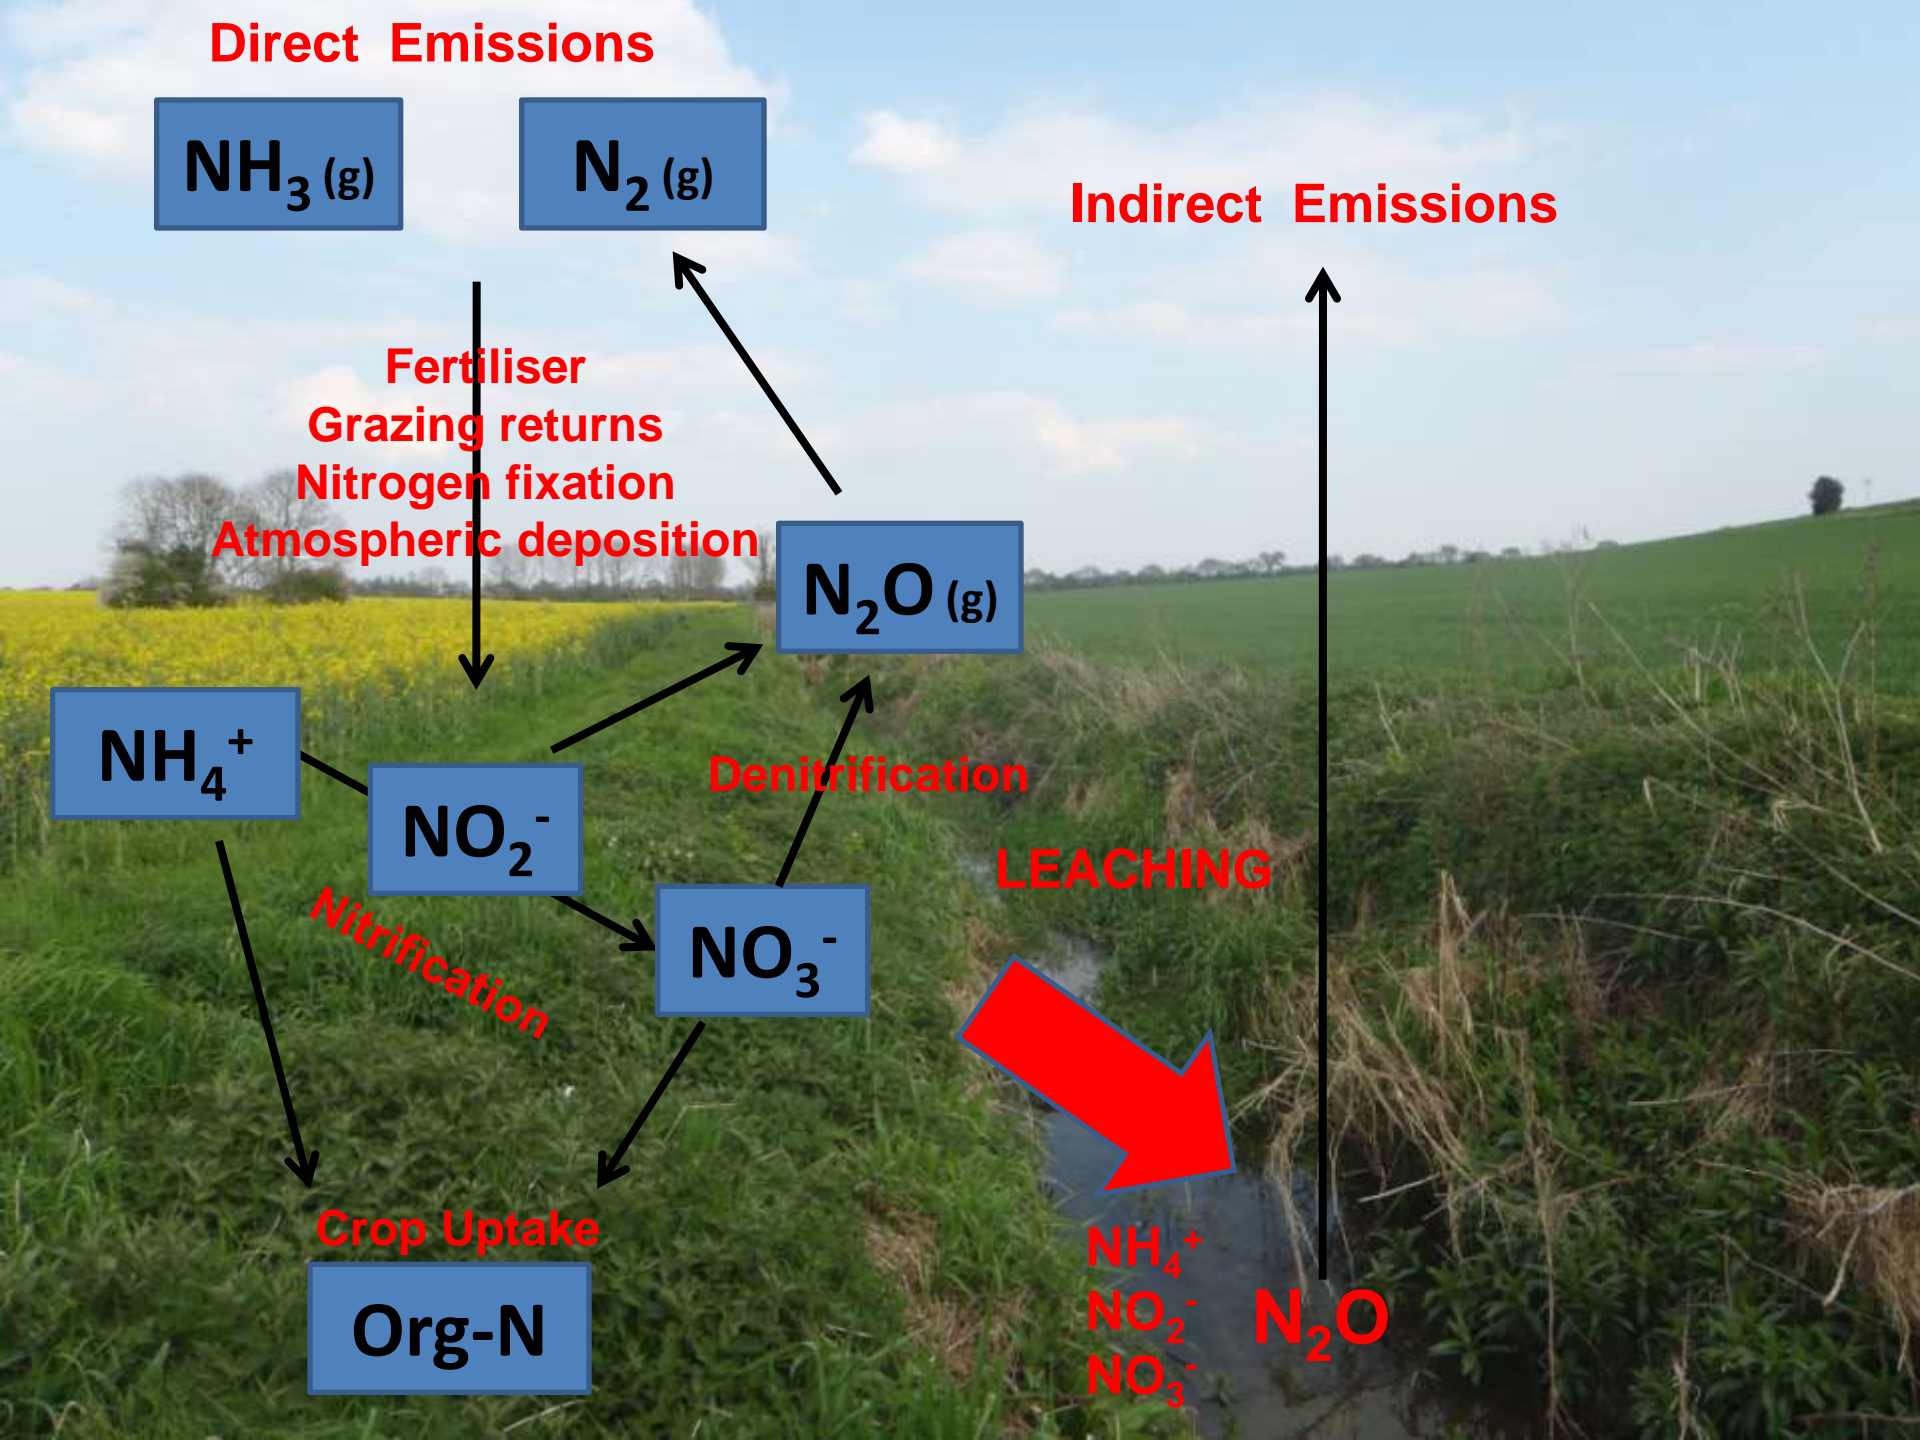 Direct  Emissions
NH₃ (g)
N₂ (g)
Indirect  Emissions
Fertiliser
Grazing returns
Nitrogen fixation
Atmospheric deposition
N₂O (g)
NH₄⁺
NO₂⁻
Denitrification
LEACHING
Nitrification
NO₃⁻
Crop Uptake
Org-N
NH₄⁺
NO₂⁻
NO₃⁻
N₂O